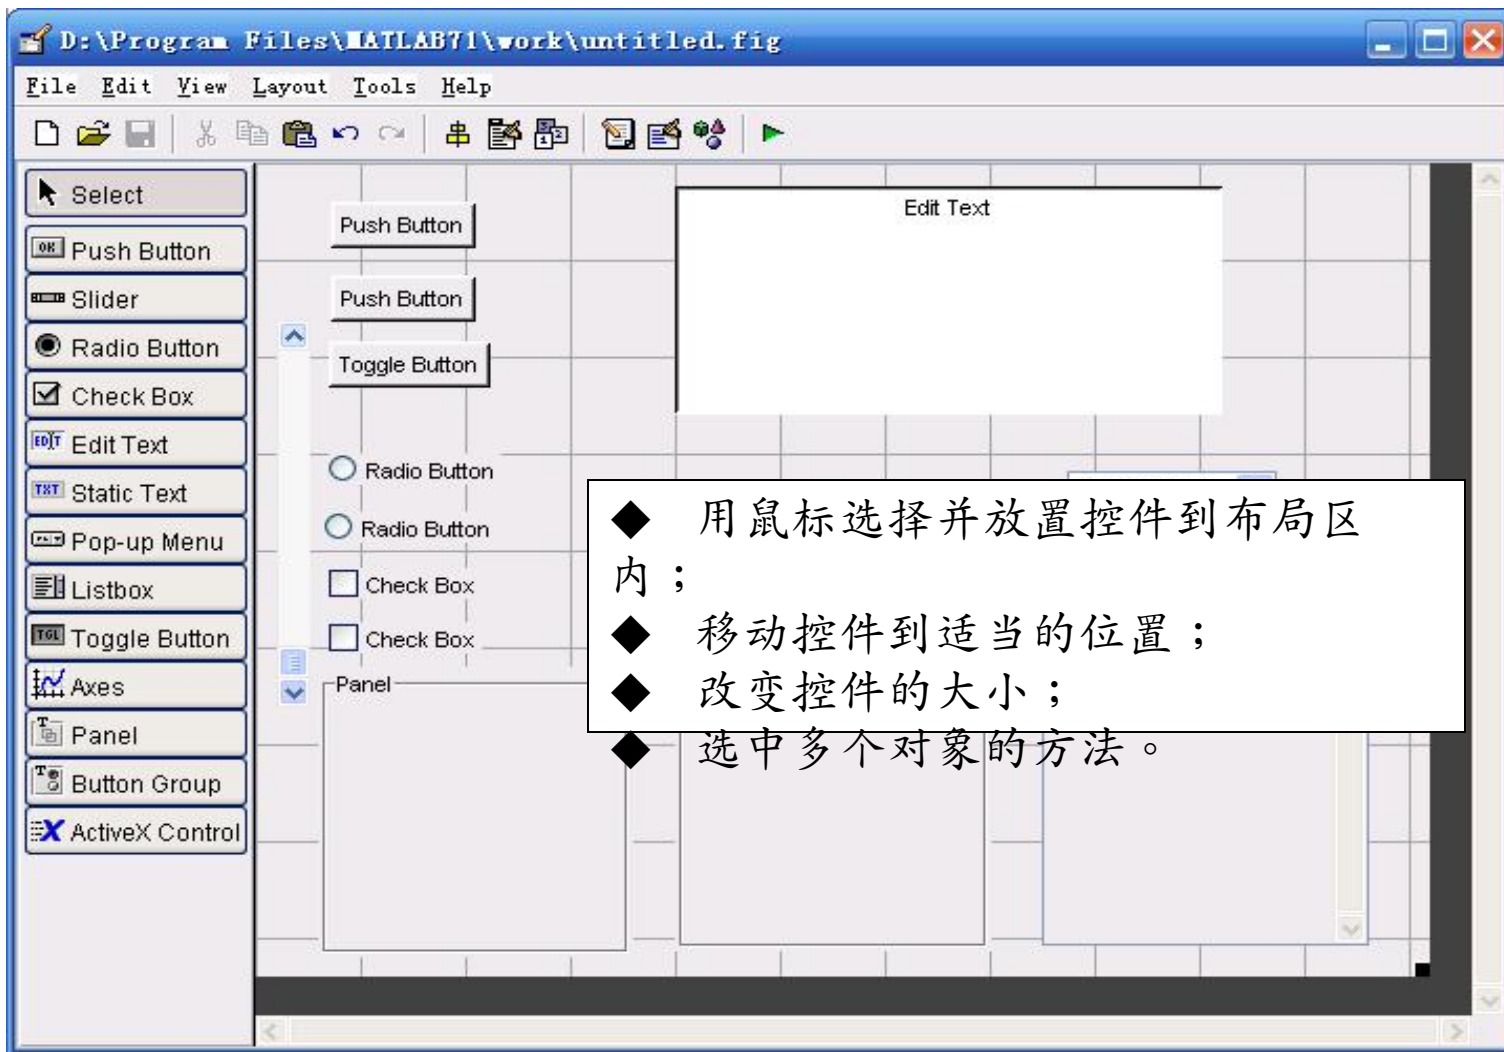 D:\Program Files\MATLAB71\work\untitled.fig
File Edit View Layout Tools Help
Select
Push Button
Slider
Radio Button
Check Box
Edit Text
Static Text
Pop-up Menu
Listbox
Toggle Button
Axes
Panel
Button Group
ActiveX Control
Push Button
Push Button
Toggle Button
Radio Button
Radio Button
Check Box
Check Box
Panel
Edit Text
◆ 用鼠标选择并放置控件到布局区
内；
◆ 移动控件到适当的位置；
◆ 改变控件的大小；
◆ 选中多个对象的方法。